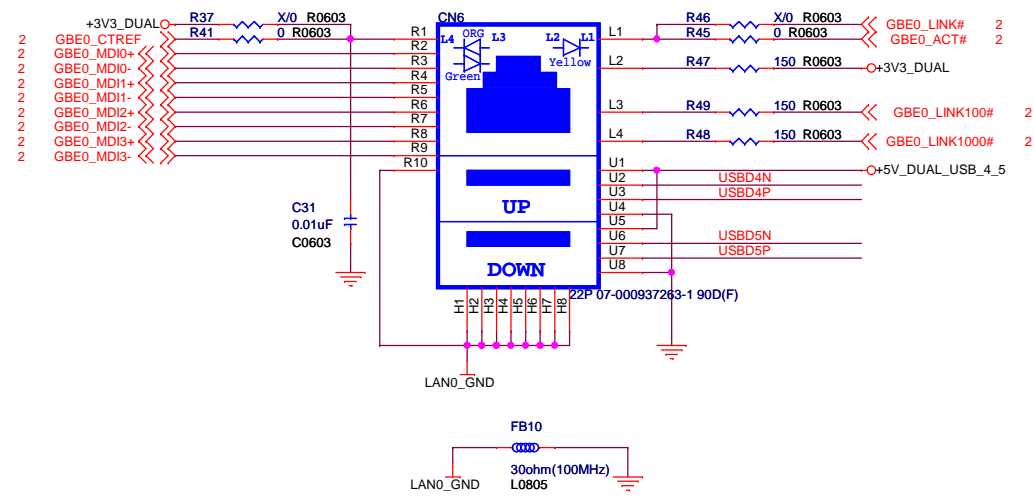 +3V3_DUAL R37 X/0 R0603
2 GBE0_CTREF R41 0 R0603
2 GBE0_MDI0+
2 GBE0_MDI0-
2 GBE0_MDI1+
2 GBE0_MDI1-
2 GBE0_MDI2+
2 GBE0_MDI2-
2 GBE0_MDI3+
2 GBE0_MDI3-
R1
R2
R3
R4
R5
R6
R7
R8
R9
R10
C31
0.01uF
C0603
CN6
L4 ORG L3 L2 L1
Green Yellow
UP
DOWN
22P 07-000937263-1 90D(F)
L1
L2
L3
L4
U1
U2
U3
U4
U5
U6
U7
U8
R46 X/0 R0603 GBE0_LINK# 2
R45 0 R0603 GBE0_ACT# 2
R47 150 R0603 +3V3_DUAL
R49 150 R0603 GBE0_LINK100# 2
R48 150 R0603 GBE0_LINK1000# 2
+5V_DUAL_USB_4_5
USBD4N
USBD4P
USBD5N
USBD5P
H1 H2 H3 H4 H5 H6 H7 H8
LAN0_GND
FB10
30ohm(100MHz)
LAN0_GND L0805